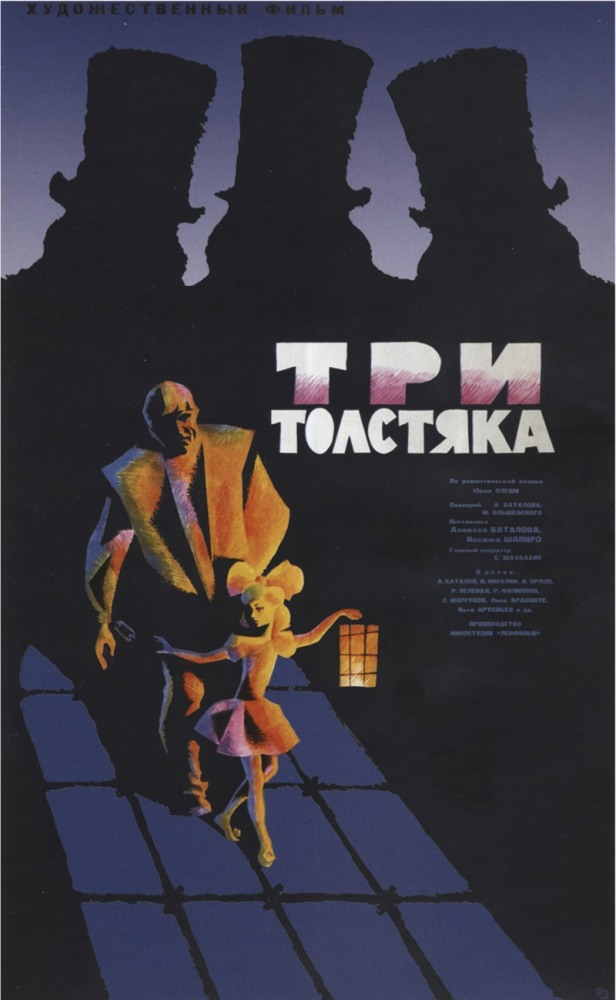 ХУДОЖЕСТВЕННЫЙ ФИЛЬМ
ТРИ
ТОЛСТЯКА
По романтической сказке
Юрия ОЛЕШИ
Сценарий А. БАТАЛОВА,
М. ОЛЬШЕВСКОГО
Постановка
Алексея БАТАЛОВА,
Иосифа ШАПИРО
Главный оператор
С. ШАХБАЗЯН
В ролях:
А. БАТАЛОВ, В. НИКУЛИН, А. ОРЛОВ,
Р. ЗЕЛЕНАЯ, Р. ФИЛИППОВ,
Е. МОРГУНОВ, Лина БРАКНИТЕ,
Петя АРТЕМЬЕВ и др.
ПРОИЗВОДСТВО
КИНОСТУДИИ «ЛЕНФИЛЬМ»